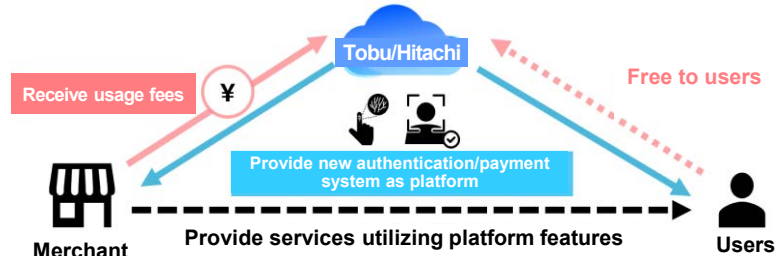 Tobu/Hitachi
Receive usage fees
¥
Free to users
Provide new authentication/payment
system as platform
Provide services utilizing platform features
Merchant
Users